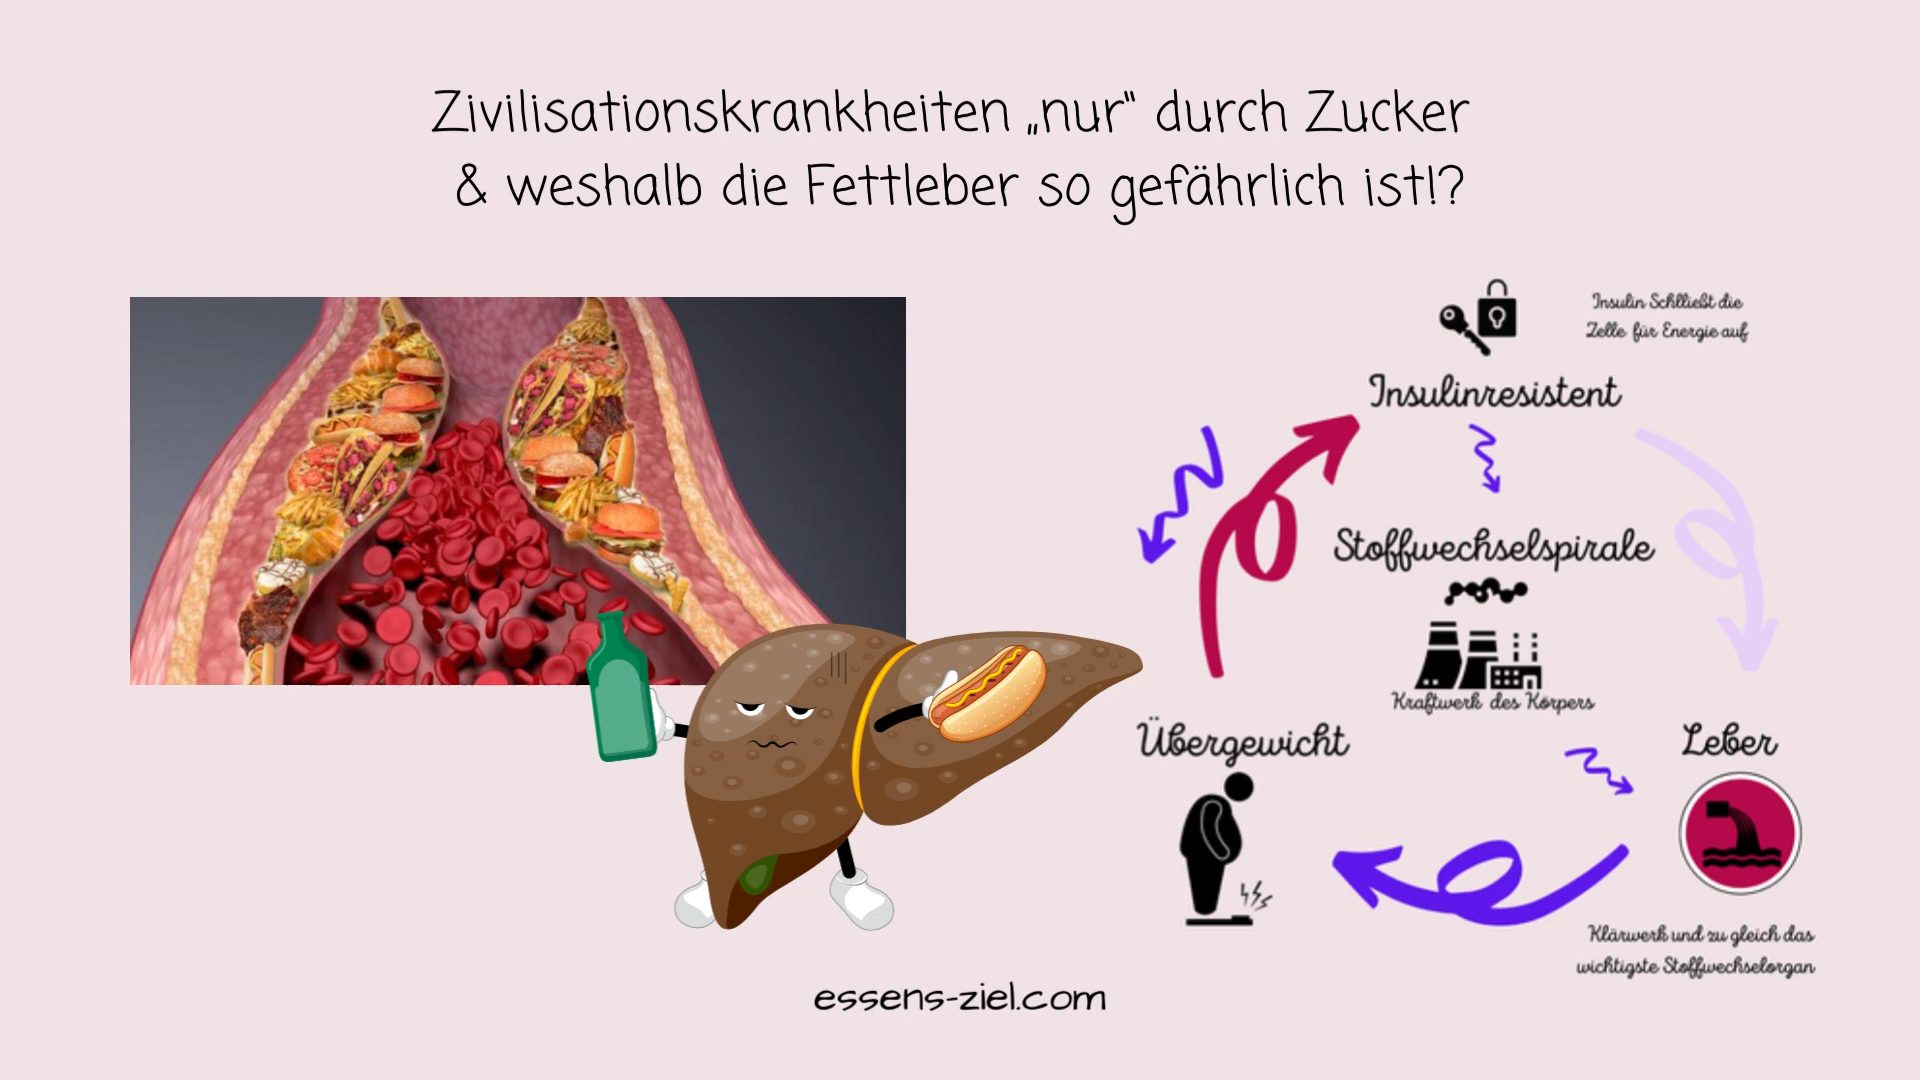 Zivilisationskrankheiten „nur“ durch Zucker
& weshalb die Fettleber so gefährlich ist!?
Insulin Schlließt die
Zelle für Energie auf
Insulinresistent
Stoffwechselspirale
Kraftwerk des Körpers
Übergewicht
Leber
Klärwerk und zu gleich das
wichtigste Stoffwechselorgan
essens-ziel.com